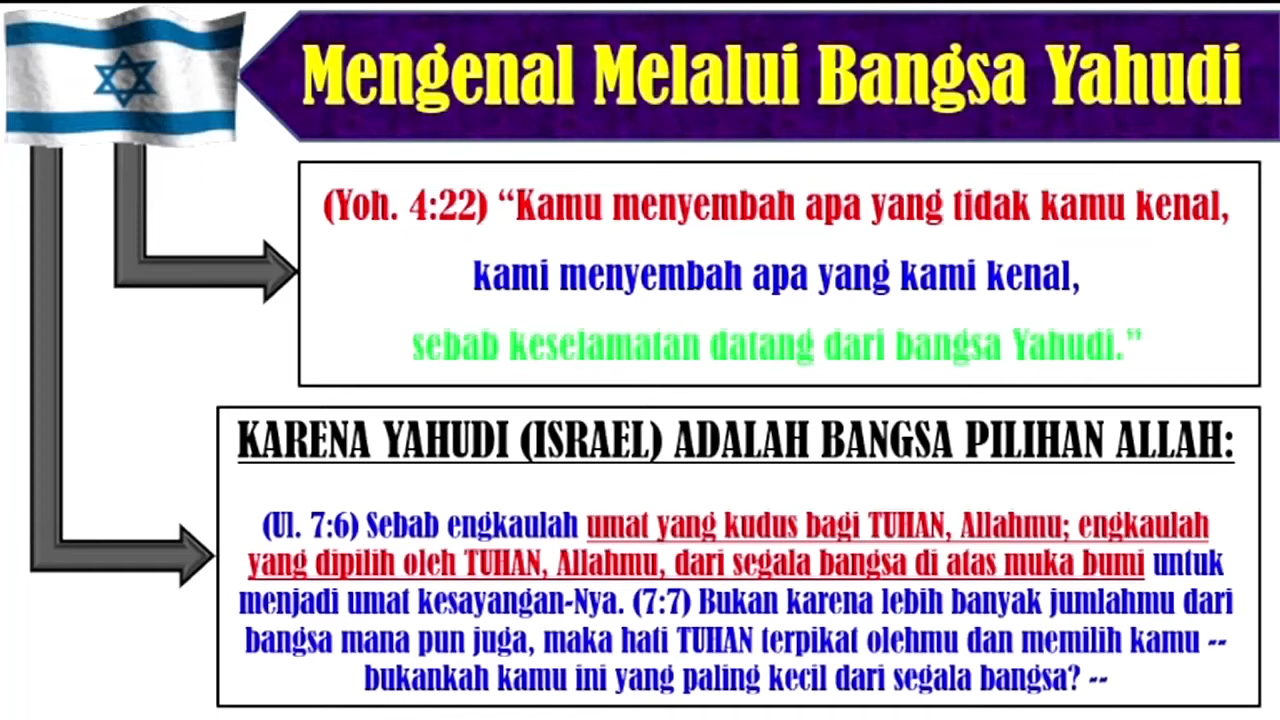 Mengenal Melalui Bangsa Yahudi
(Yoh. 4:22) “Kamu menyembah apa yang tidak kamu kenal,
kami menyembah apa yang kami kenal,
sebab keselamatan datang dari bangsa Yahudi.”
KARENA YAHUDI (ISRAEL) ADALAH BANGSA PILIHAN ALLAH:
(Ul. 7:6) Sebab engkaulah umat yang kudus bagi TUHAN, Allahmu; engkaulah
yang dipilih oleh TUHAN, Allahmu, dari segala bangsa di atas muka bumi untuk
menjadi umat kesayangan-Nya. (7:7) Bukan karena lebih banyak jumlahmu dari
bangsa mana pun juga, maka hati TUHAN terpikat olehmu dan memilih kamu --
bukankah kamu ini yang paling kecil dari segala bangsa? --